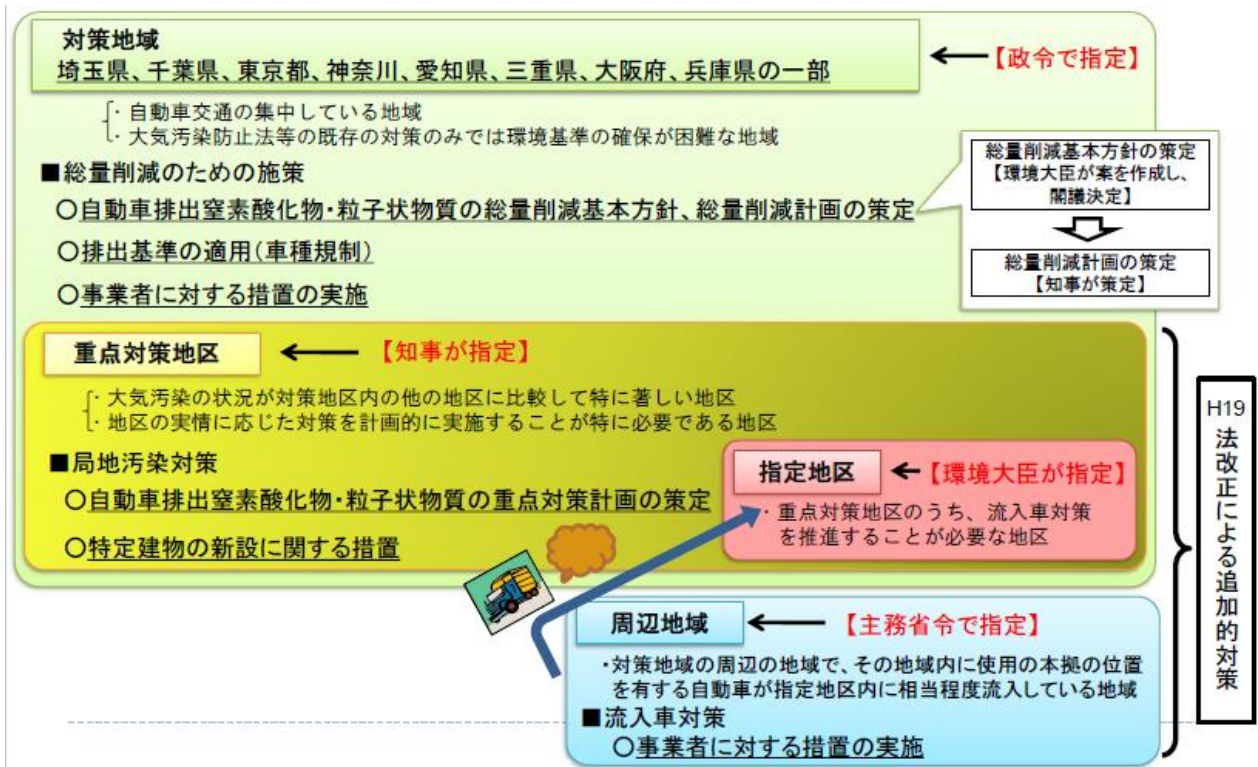 対策地域
埼玉県、千葉県、東京都、神奈川、愛知県、三重県、大阪府、兵庫県の一部
【政令で指定】
・自動車交通の集中している地域
・大気汚染防止法等の既存の対策のみでは環境基準の確保が困難な地域
■総量削減のための施策
○自動車排出窒素酸化物・粒子状物質の総量削減基本方針、総量削減計画の策定
○排出基準の適用(車種規制)
○事業者に対する措置の実施
総量削減基本方針の策定
【環境大臣が案を作成し、
閣議決定】
総量削減計画の策定
【知事が策定】
重点対策地区
【知事が指定】
・大気汚染の状況が対策地区内の他の地区に比較して特に著しい地区
・地区の実情に応じた対策を計画的に実施することが特に必要である地区
■局地汚染対策
○自動車排出窒素酸化物・粒子状物質の重点対策計画の策定
○特定建物の新設に関する措置
指定地区
【環境大臣が指定】
・重点対策地区のうち、流入車対策
を推進することが必要な地区
周辺地域
【主務省令で指定】
・対策地域の周辺の地域で、その地域内に使用の本拠の位置
を有する自動車が指定地区内に相当程度流入している地域
■流入車対策
○事業者に対する措置の実施
H19法改正による追加的対策